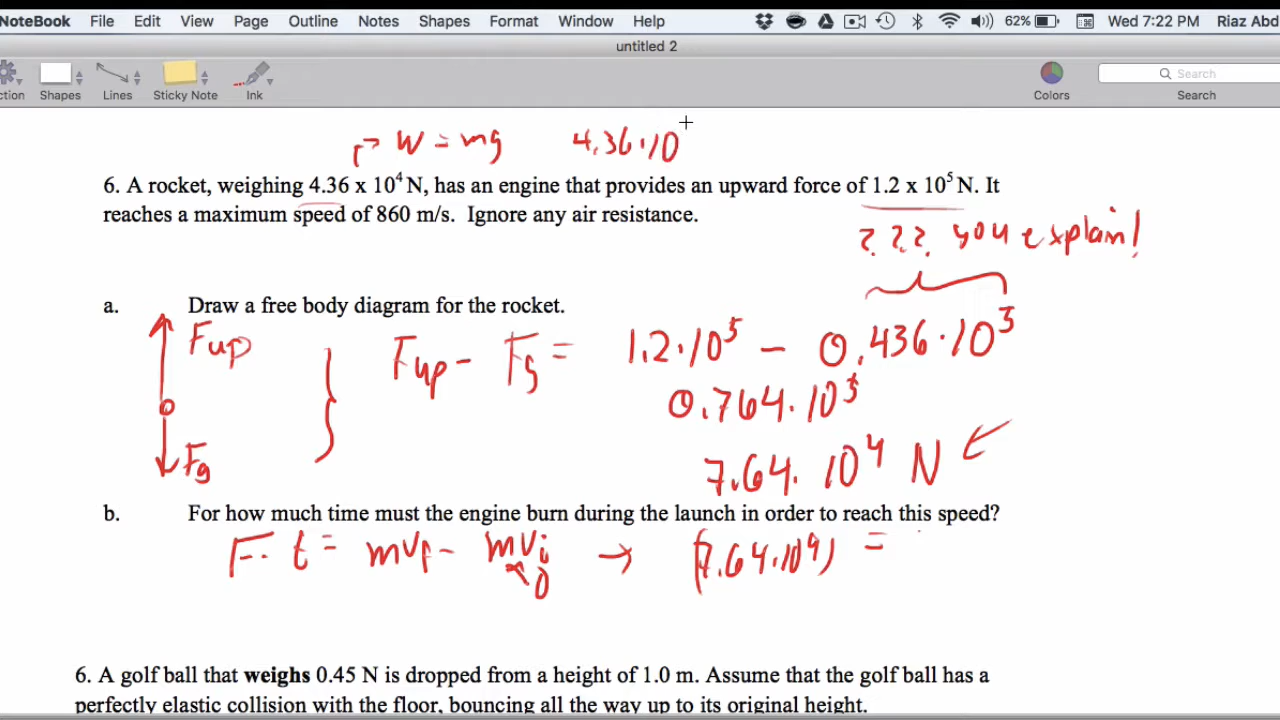 NoteBook File Edit View Page Outline Notes Shapes Format Window Help 62% Wed 7:22 PM Riaz Abd
untitled 2
ction Shapes Lines Sticky Note Ink Colors Search
Search
W = mg 4.36·10
6. A rocket, weighing 4.36 x 10⁴ N, has an engine that provides an upward force of 1.2 x 10⁵ N. It
reaches a maximum speed of 860 m/s. Ignore any air resistance.
??? you explain!
a. Draw a free body diagram for the rocket.
Fup
Fup - Fg = 1.2·10⁵ - 0.436·10⁵
0.764·10⁵
Fg
7.64·10⁴ N
b. For how much time must the engine burn during the launch in order to reach this speed?
F· t = mvf - mvi → (7.64·10⁴) =
0
6. A golf ball that weighs 0.45 N is dropped from a height of 1.0 m. Assume that the golf ball has a
perfectly elastic collision with the floor, bouncing all the way up to its original height.